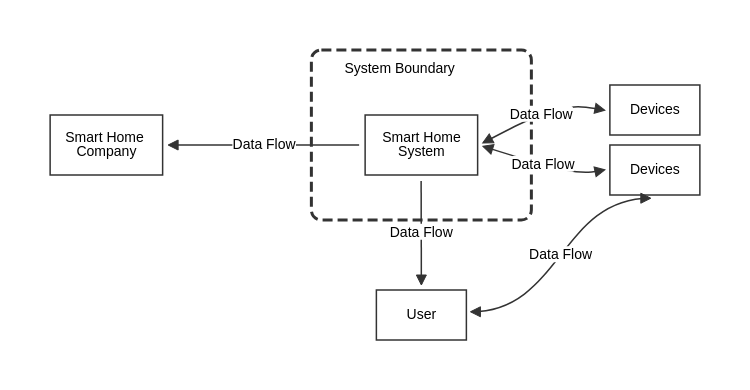 System Boundary
Smart Home
Company
Data Flow
Smart Home
System
Data Flow
Devices
Data Flow
Devices
Data Flow
Data Flow
User